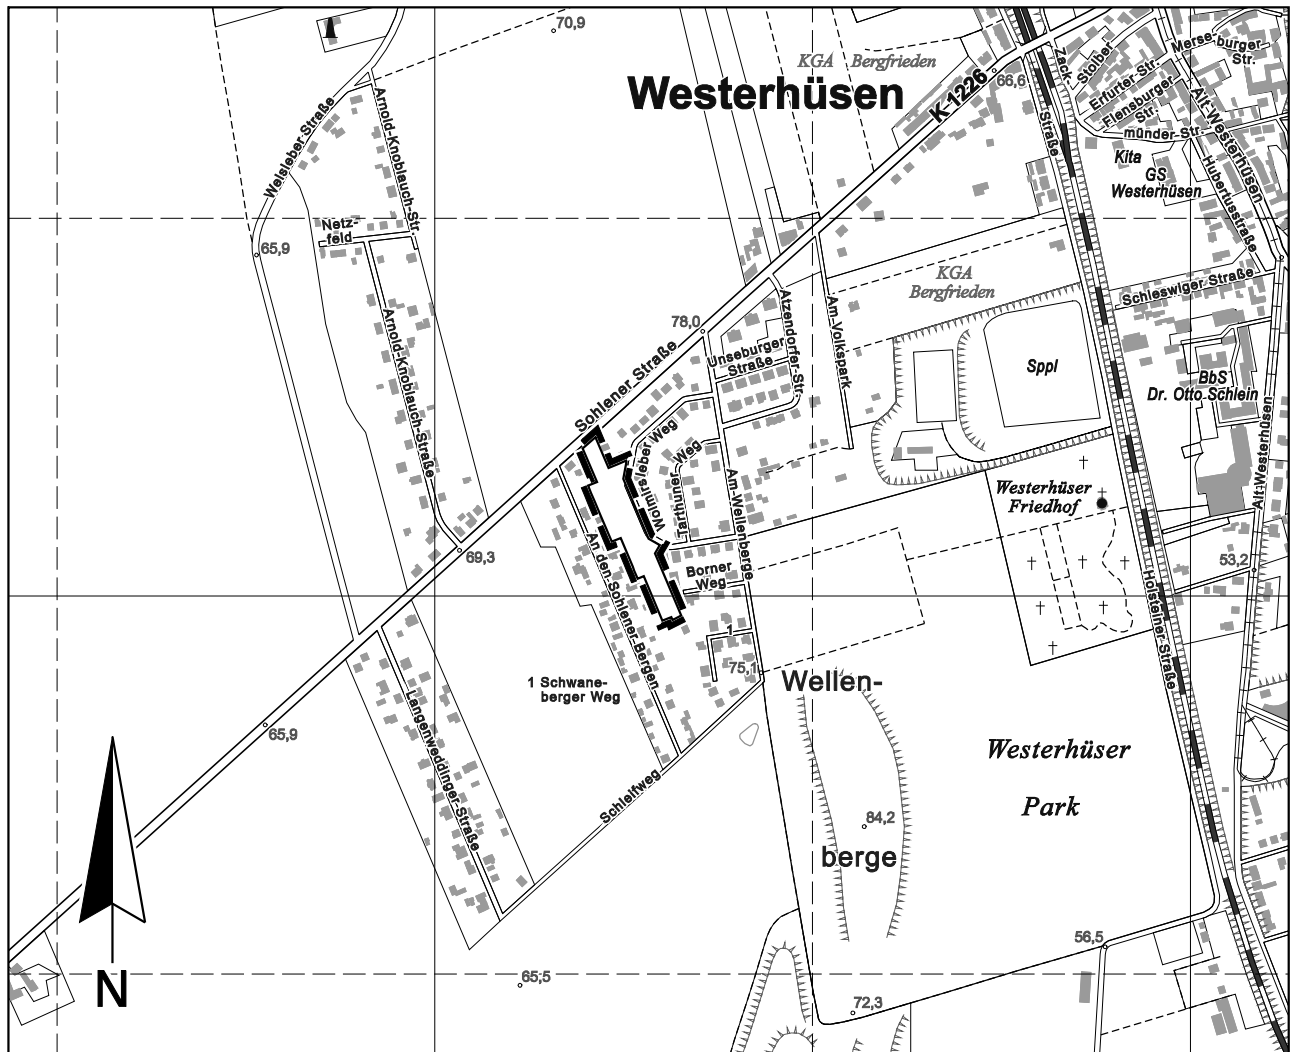 70,9
KGA Bergfrieden
Westerhüsen
K-1226
66,6
Straße
Zack-
Stolber
Merse
burger
Str.
Erfurter Str.
Flensburger
Str.
münder-Str.
Alt-Westerhüsen
Kita
GS
Westerhüsen
Hubertusstraße
Welsleber-Straße
Arnold-Knoblauch-Str.
Netz-
feld
65,9
KGA
Bergfrieden
Schleswiger Straße
78,0
Atzendorfer-Str.
Am-Volkspark
Unseburger
Straße
Sohlener Straße
Arnold-Knoblauch-Straße
Sppl
BbS
Dr. Otto Schlein
Alt-Westerhüsen
Wolmirsleber Weg
Tarthuner Weg
Am-Wellenberge
Westerhüser
Friedhof
69,3
An den-Sohlener-Bergen
Borner
Weg
53,2
Holsteiner-Straße
1
75,1
1 Schwane-
berger Weg
Wellen-
65,9
Langenweddinger-Straße
Westerhüser
Park
Schleifweg
84,2
berge
56,5
65,5
72,3
N